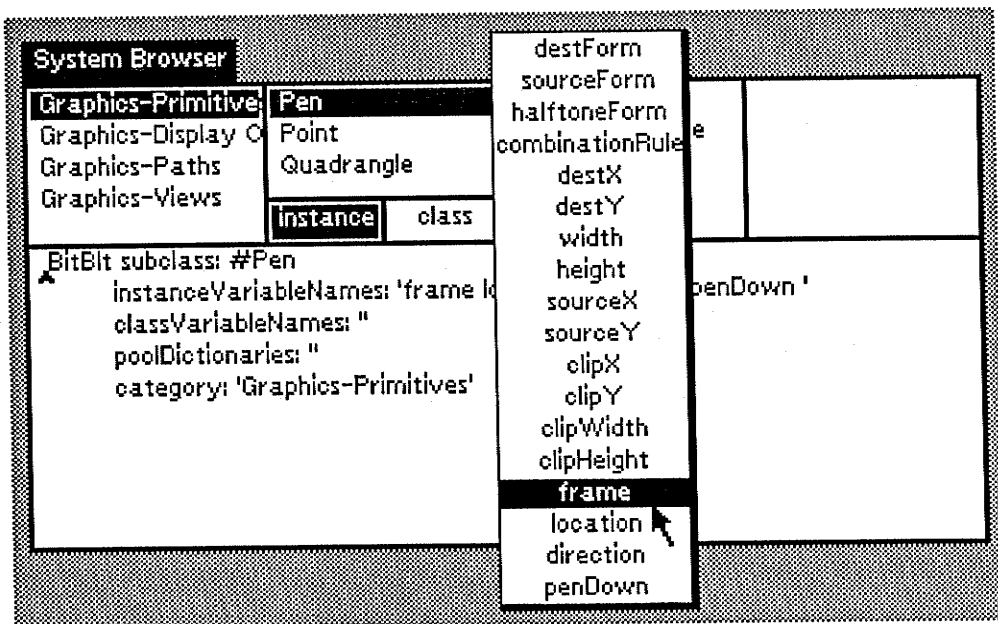 System Browser
Graphics-Primitive
Graphics-Display
Graphics-Paths
Graphics-Views
Pen
Point
Quadrangle
instance class
e
BitBlt subclass: #Pen
instanceVariableNames: 'frame lo penDown '
classVariableNames: ''
poolDictionaries: ''
category: 'Graphics-Primitives'
destForm
sourceForm
halftoneForm
combinationRule
destX
destY
width
height
sourceX
sourceY
clipX
clipY
clipWidth
clipHeight
frame
location
direction
penDown